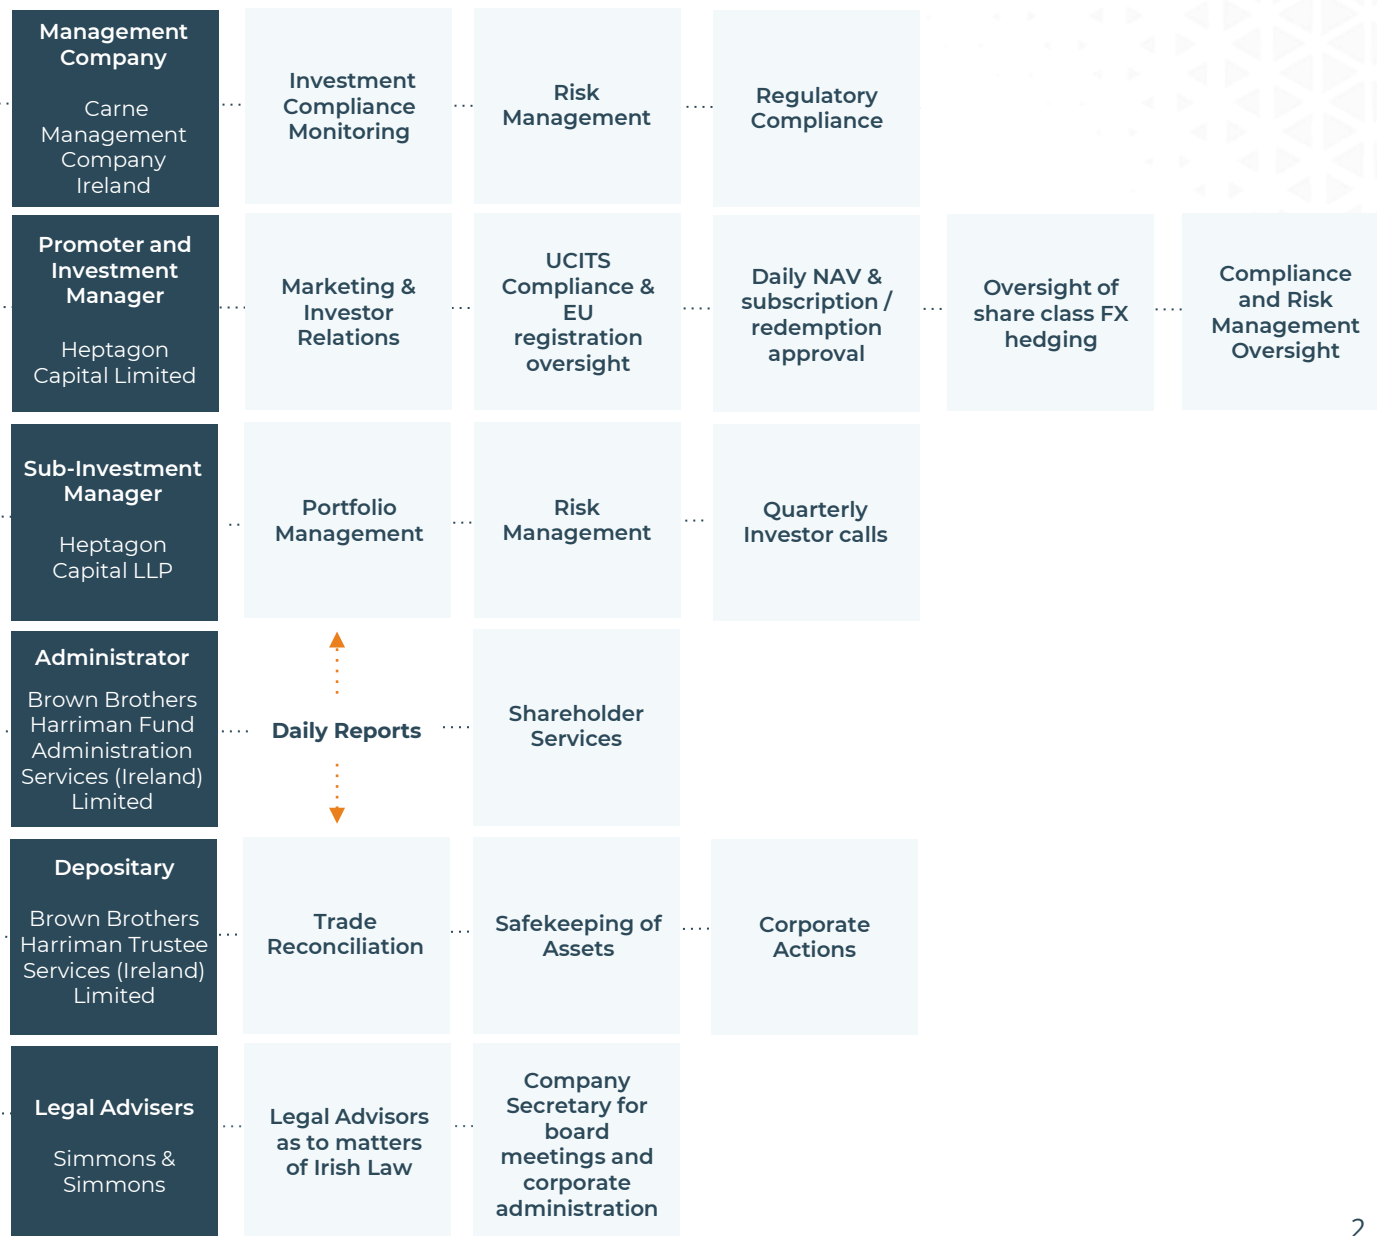 Management
Company
Carne
Management
Company
Ireland
Investment
Compliance
Monitoring
Risk
Management
Regulatory
Compliance
Promoter and
Investment
Manager
Heptagon
Capital Limited
Marketing &
Investor
Relations
UCITS
Compliance &
EU
registration
oversight
Daily NAV &
subscription /
redemption
approval
Oversight of
share class FX
hedging
Compliance
and Risk
Management
Oversight
Sub-Investment
Manager
Heptagon
Capital LLP
Portfolio
Management
Risk
Management
Quarterly
Investor calls
Administrator
Brown Brothers
Harriman Fund
Administration
Services (Ireland)
Limited
Daily Reports
Shareholder
Services
Depositary
Brown Brothers
Harriman Trustee
Services (Ireland)
Limited
Trade
Reconciliation
Safekeeping of
Assets
Corporate
Actions
Legal Advisers
Simmons &
Simmons
Legal Advisors
as to matters
of Irish Law
Company
Secretary for
board
meetings and
corporate
administration
2